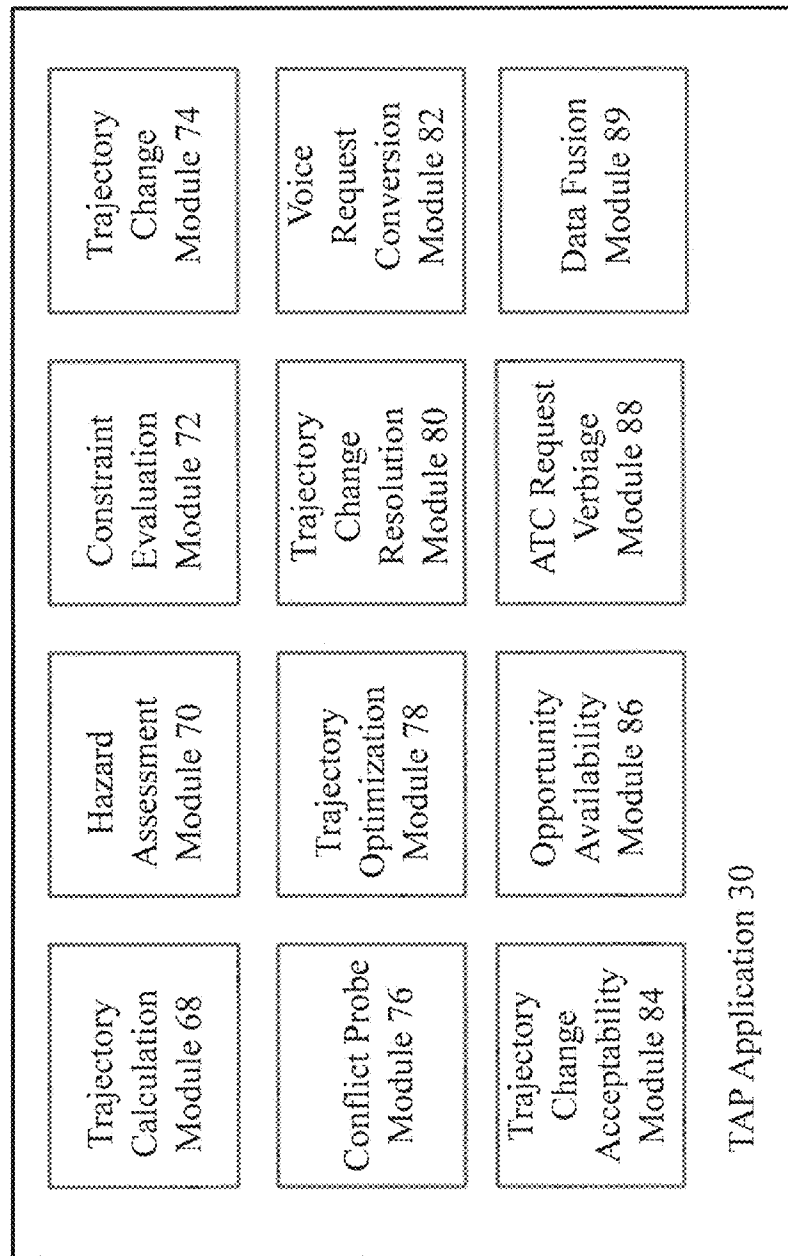 Trajectory
Calculation
Module 68
Hazard
Assessment
Module 70
Constraint
Evaluation
Module 72
Trajectory
Change
Module 74
Conflict Probe
Module 76
Trajectory
Optimization
Module 78
Trajectory
Change
Resolution
Module 80
Voice
Request
Conversion
Module 82
Trajectory
Change
Acceptability
Module 84
Opportunity
Availability
Module 86
ATC Request
Verbiage
Module 88
Data Fusion
Module 89
TAP Application 30